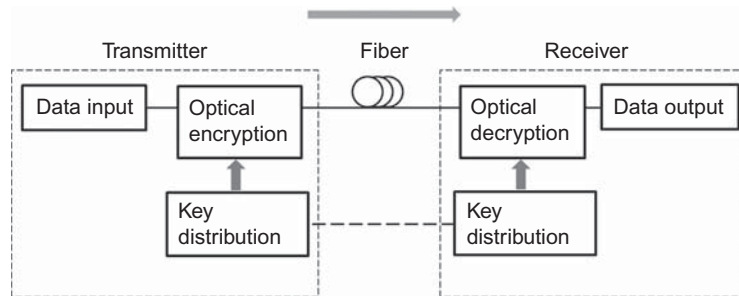 Transmitter
Fiber
Receiver
Data input
Optical
encryption
Optical
decryption
Data output
Key
distribution
Key
distribution